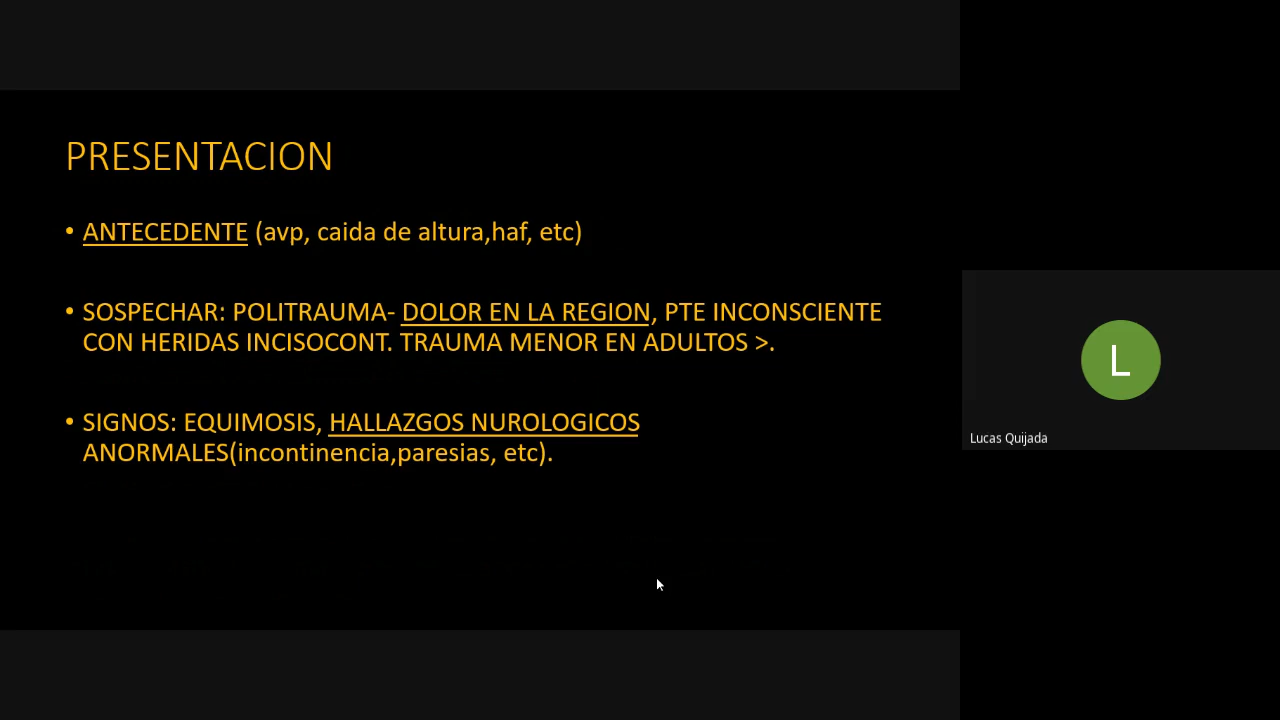 PRESENTACION
• ANTECEDENTE (avp, caida de altura,haf, etc)
• SOSPECHAR: POLITRAUMA- DOLOR EN LA REGION, PTE INCONSCIENTE
CON HERIDAS INCISOCONT. TRAUMA MENOR EN ADULTOS >.
• SIGNOS: EQUIMOSIS, HALLAZGOS NUROLOGICOS
ANORMALES(incontinencia,paresias, etc).
L
Lucas Quijada